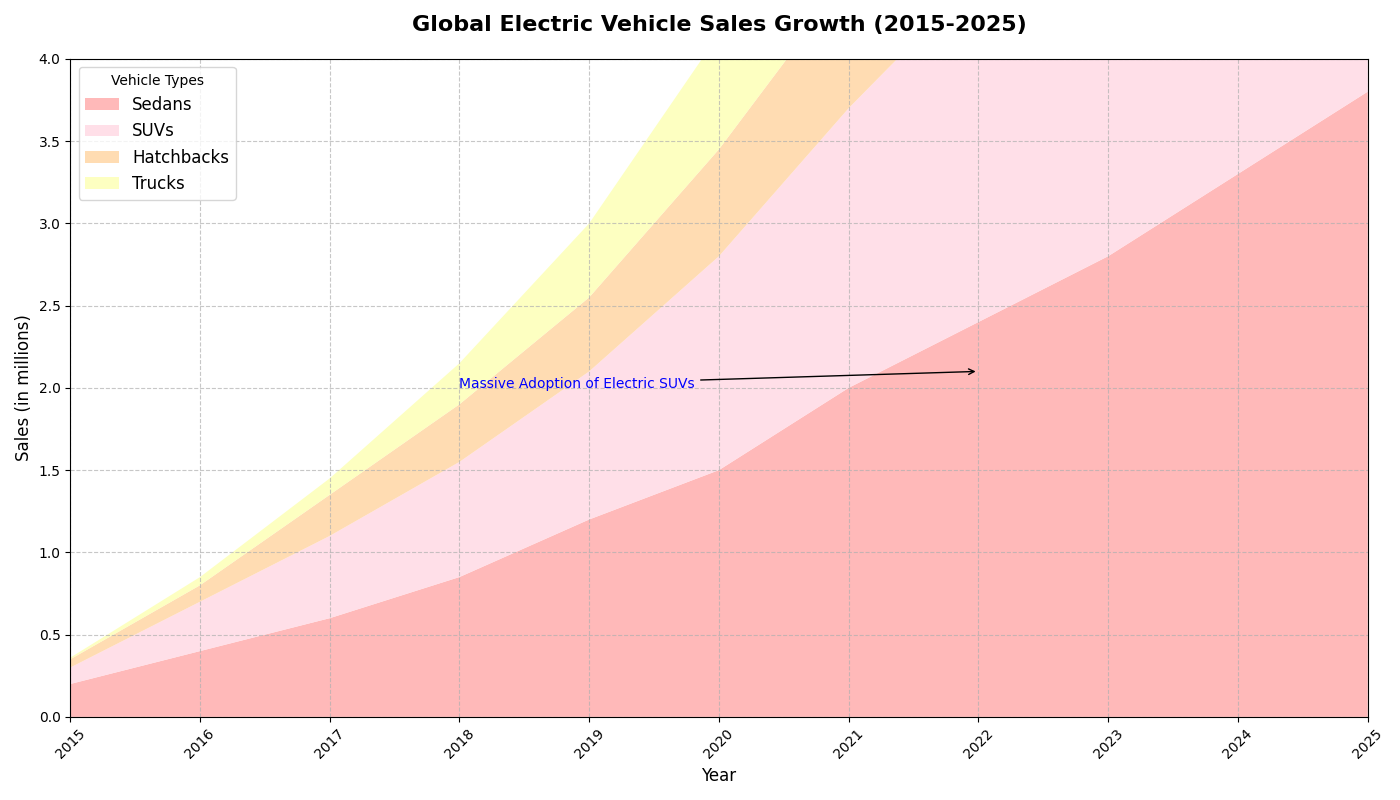 Global Electric Vehicle Sales Growth (2015-2025)
4.0
3.5
3.0
2.5
2.0
1.5
1.0
0.5
0.0
Sales (in millions)
Vehicle Types
Sedans
SUVs
Hatchbacks
Trucks
Massive Adoption of Electric SUVs
2015
2016
2017
2018
2019
2020
2021
2022
2023
2024
2025
Year